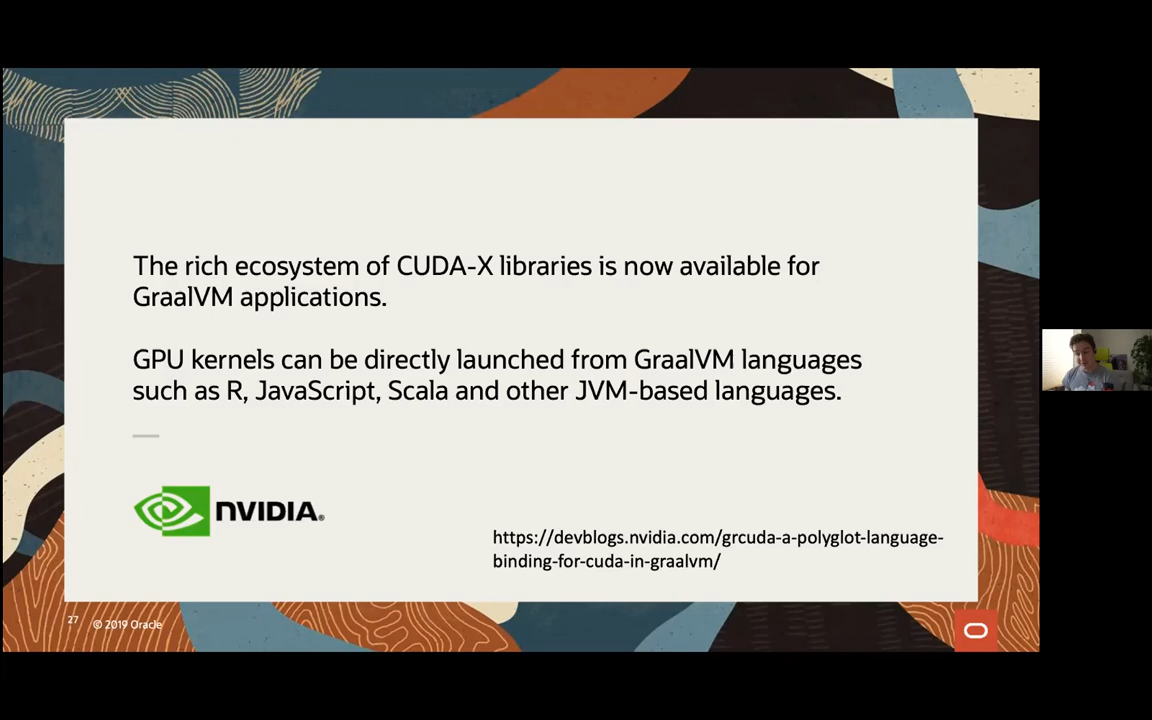 The rich ecosystem of CUDA-X libraries is now available for
GraalVM applications.
GPU kernels can be directly launched from GraalVM languages
such as R, JavaScript, Scala and other JVM-based languages.
NVIDIA®
https://devblogs.nvidia.com/grcuda-a-polyglot-language-
binding-for-cuda-in-graalvm/
27 © 2019 Oracle